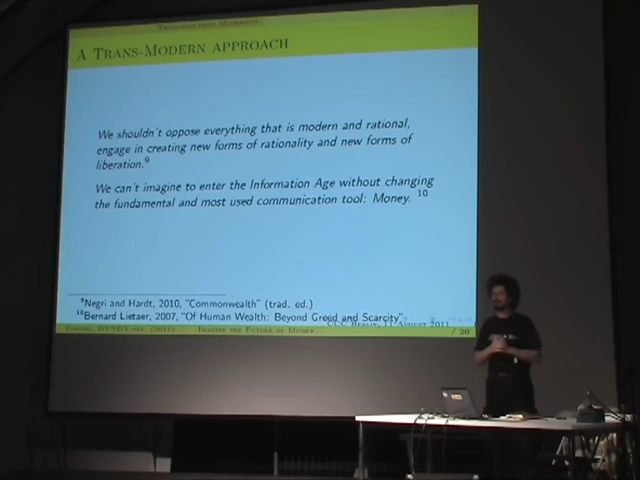 A Trans-Modern approach
We shouldn't oppose everything that is modern and rational,
engage in creating new forms of rationality and new forms of
liberation.9
We can't imagine to enter the Information Age without changing
the fundamental and most used communication tool: Money. 10
9Negri and Hardt, 2010, "Commonwealth" (trad. ed.)
10Bernard Lietaer, 2007, "Of Human Wealth: Beyond Greed and Scarcity"
CCC Berlin, 11 August 2011
(2011) Imagine the Future of Money / 20